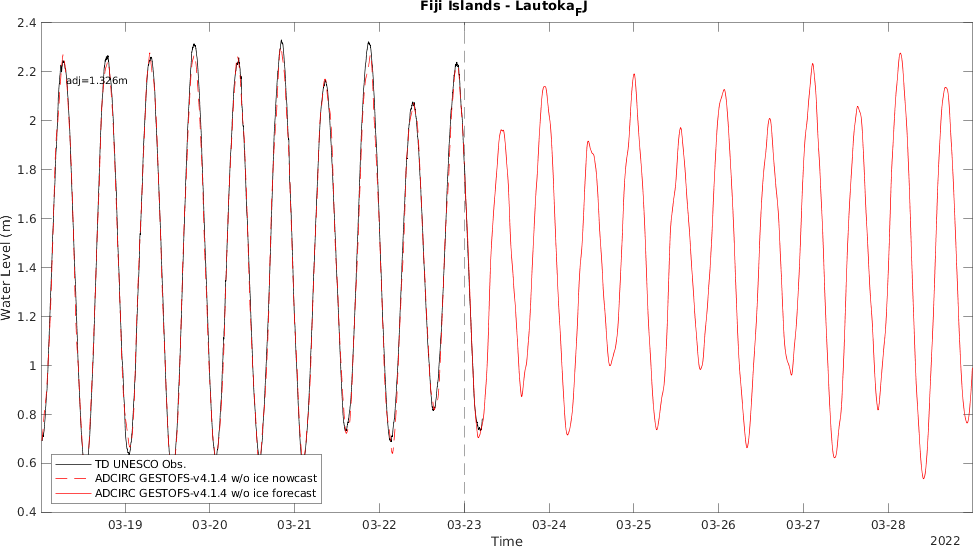 Fiji Islands - Lautoka_FJ
2.4
2.2
2
1.8
1.6
1.4
1.2
1
0.8
0.6
0.4
Water Level (m)
adj=1.326m
TD UNESCO Obs.
ADCIRC GESTOFS-v4.1.4 w/o ice nowcast
ADCIRC GESTOFS-v4.1.4 w/o ice forecast
03-19 03-20 03-21 03-22 03-23 03-24 03-25 03-26 03-27 03-28
Time
2022